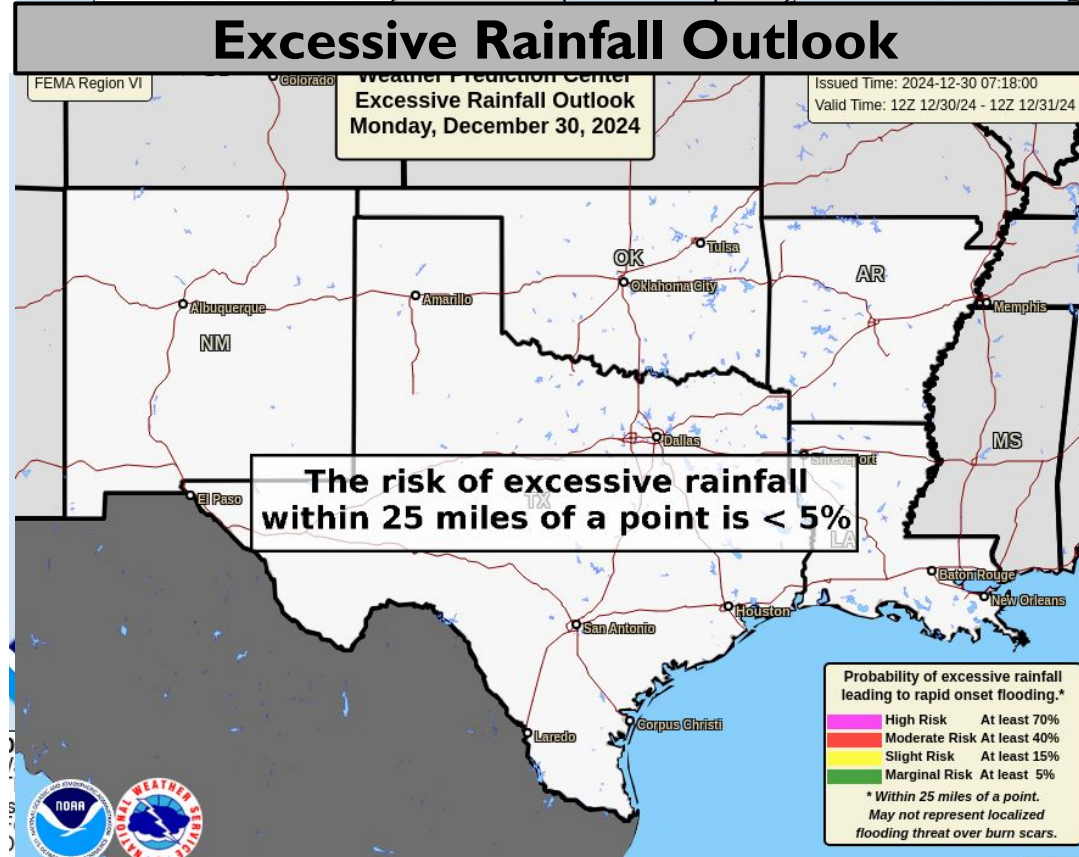 Excessive Rainfall Outlook
FEMA Region VI
Weather Prediction Center
Excessive Rainfall Outlook
Monday, December 30, 2024
Issued Time: 2024-12-30 07:18:00
Valid Time: 12Z 12/30/24 - 12Z 12/31/24
Colorado
Tulsa
OK
Oklahoma City
AR
Amarillo
Albuquerque
Memphis
NM
Dallas
MS
Shreveport
The risk of excessive rainfall
within 25 miles of a point is < 5%
El Paso
TX
LA
Baton Rouge
New Orleans
Houston
San Antonio
Corpus Christi
Laredo
Probability of excessive rainfall
leading to rapid onset flooding.*
High Risk At least 70%
Moderate Risk At least 40%
Slight Risk At least 15%
Marginal Risk At least 5%
* Within 25 miles of a point.
May not represent localized
flooding threat over burn scars.
NOAA
NATIONAL WEATHER SERVICE